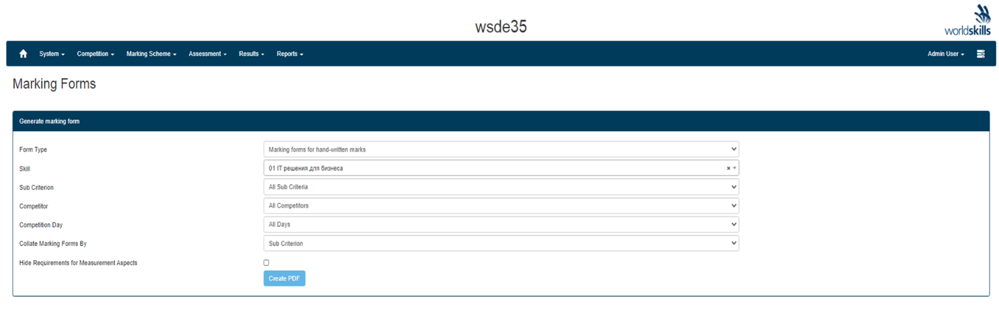 wsde35
worldskills
System Competition Marking Scheme Assessment Results Reports Admin User
Marking Forms
Generate marking form
Form Type Marking forms for hand-written marks
Skill 01 IT решения для бизнеса × 
Sub Criterion All Sub Criteria
Competitor All Competitors
Competition Day All Days
Collate Marking Forms By Sub Criterion
Hide Requirements for Measurement Aspects
Create PDF